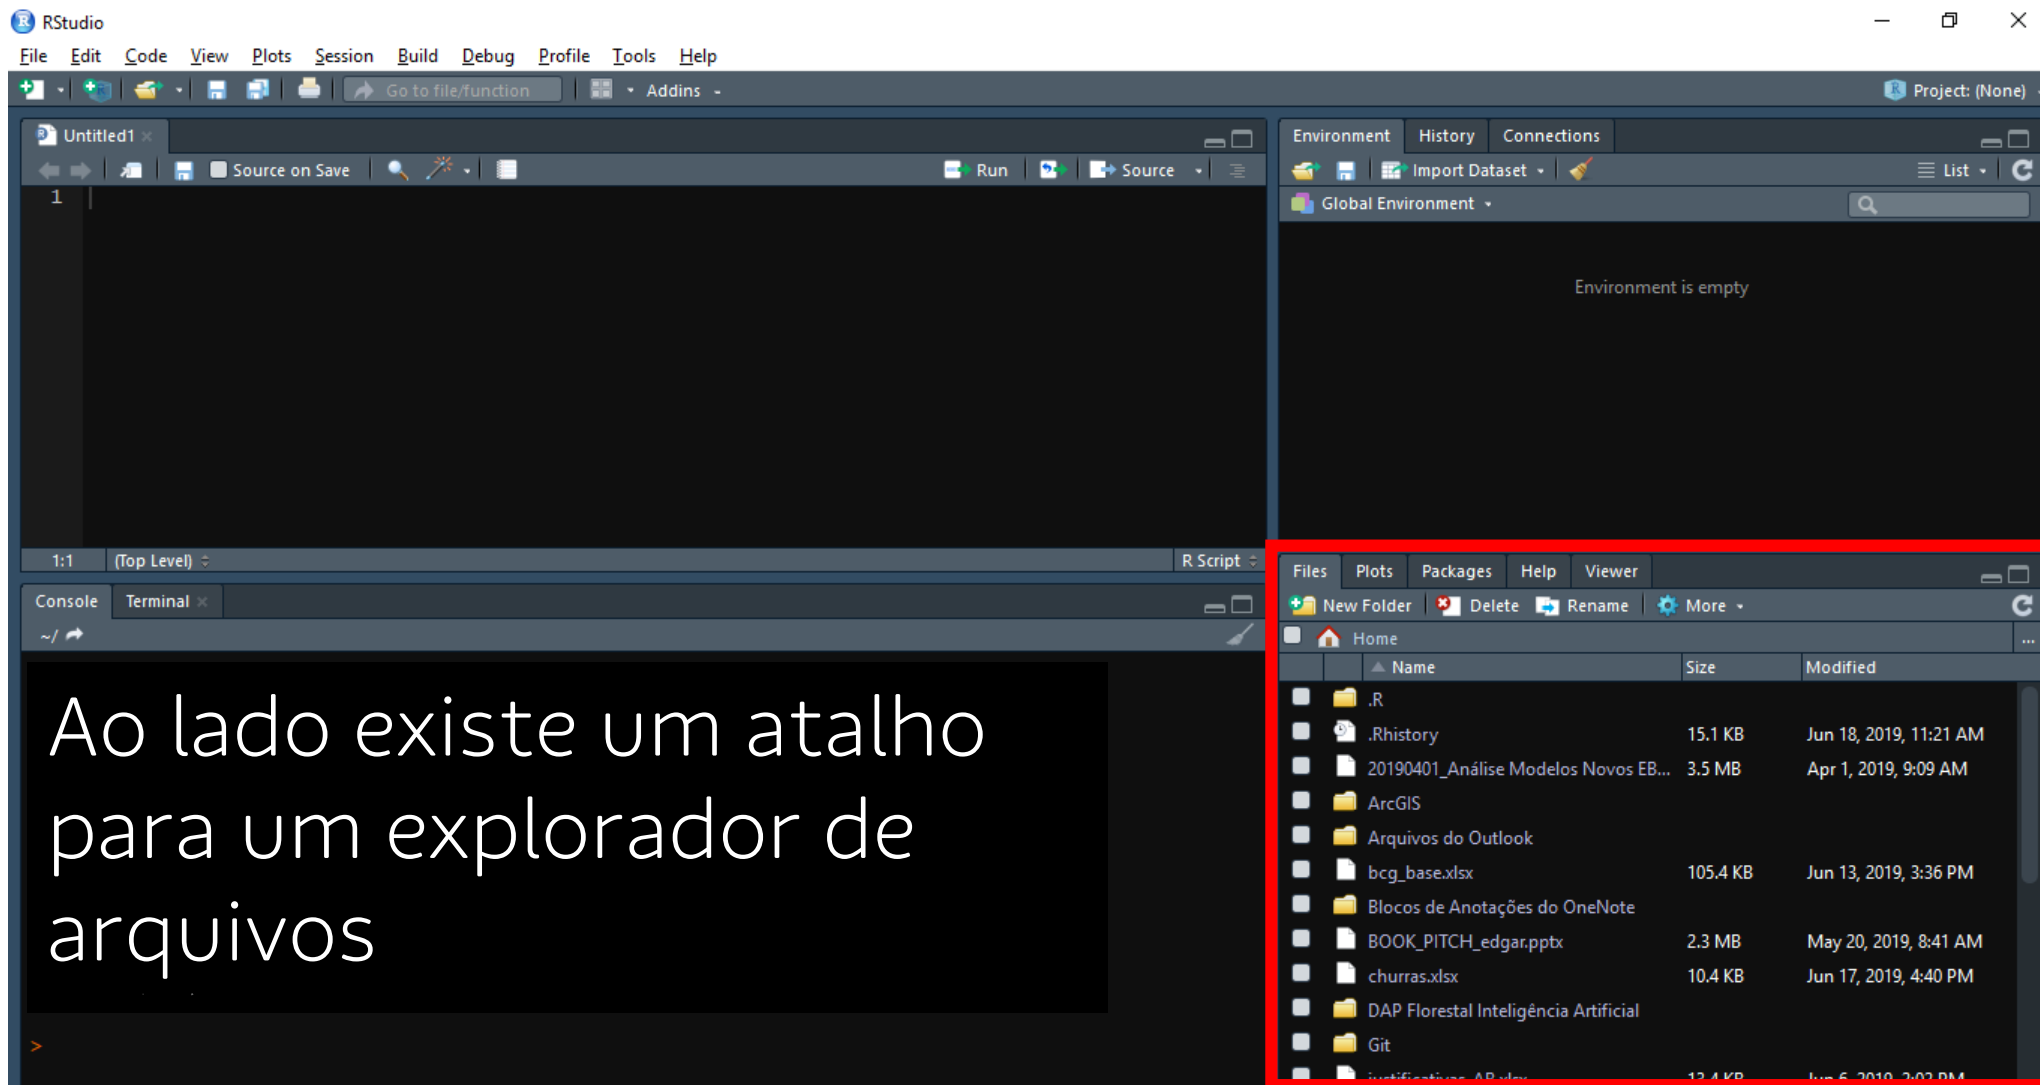 RStudio
File Edit Code View Plots Session Build Debug Profile Tools Help
Go to file/function Addins Project: (None)
Untitled1
Source on Save Run Source
1
1:1 (Top Level) R Script
Environment History Connections
Import Dataset List
Global Environment
Environment is empty
Console Terminal
~/
Ao lado existe um atalho
para um explorador de
arquivos
>
Files Plots Packages Help Viewer
New Folder Delete Rename More
Home ...
Name Size Modified
.R
.Rhistory 15.1 KB Jun 18, 2019, 11:21 AM
20190401_Análise Modelos Novos EB... 3.5 MB Apr 1, 2019, 9:09 AM
ArcGIS
Arquivos do Outlook
bcg_base.xlsx 105.4 KB Jun 13, 2019, 3:36 PM
Blocos de Anotações do OneNote
BOOK_PITCH_edgar.pptx 2.3 MB May 20, 2019, 8:41 AM
churras.xlsx 10.4 KB Jun 17, 2019, 4:40 PM
DAP Florestal Inteligência Artificial
Git